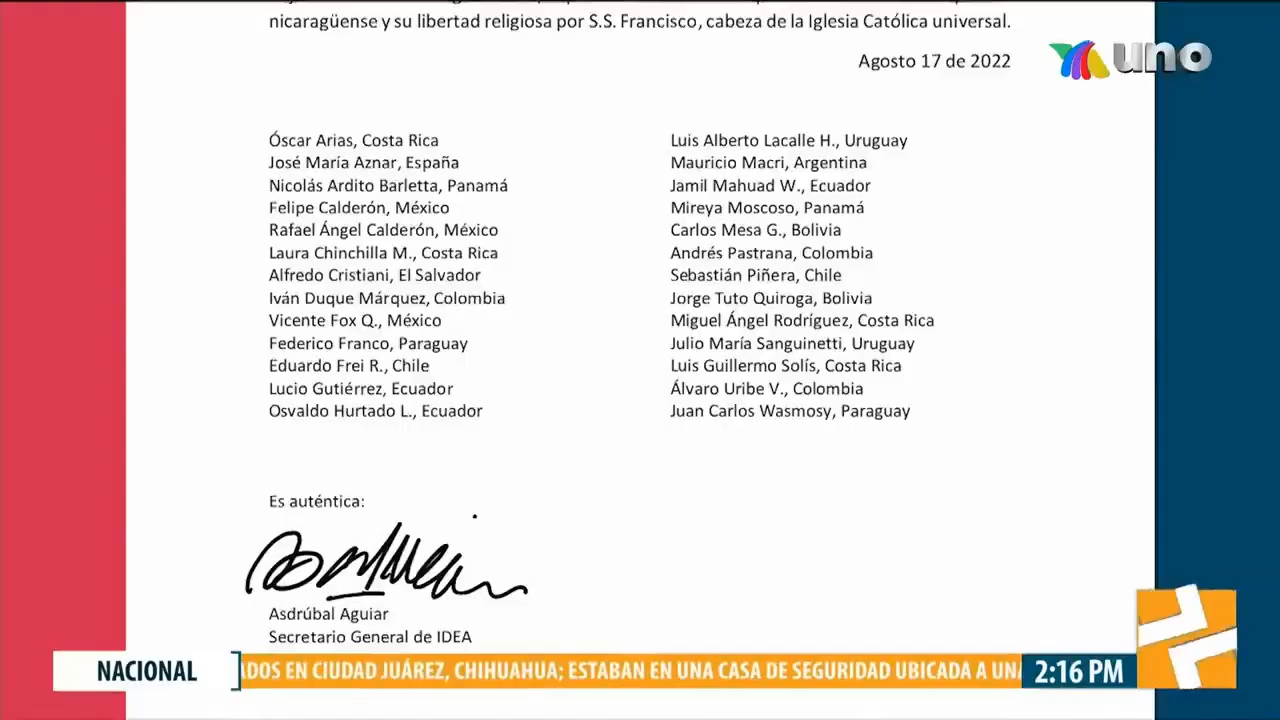 nicaragüense y su libertad religiosa por S.S. Francisco, cabeza de la Iglesia Católica universal.
Agosto 17 de 2022
uno
Óscar Arias, Costa Rica
José María Aznar, España
Nicolás Ardito Barletta, Panamá
Felipe Calderón, México
Rafael Ángel Calderón, México
Laura Chinchilla M., Costa Rica
Alfredo Cristiani, El Salvador
Iván Duque Márquez, Colombia
Vicente Fox Q., México
Federico Franco, Paraguay
Eduardo Frei R., Chile
Lucio Gutiérrez, Ecuador
Osvaldo Hurtado L., Ecuador
Luis Alberto Lacalle H., Uruguay
Mauricio Macri, Argentina
Jamil Mahuad W., Ecuador
Mireya Moscoso, Panamá
Carlos Mesa G., Bolivia
Andrés Pastrana, Colombia
Sebastián Piñera, Chile
Jorge Tuto Quiroga, Bolivia
Miguel Ángel Rodríguez, Costa Rica
Julio María Sanguinetti, Uruguay
Luis Guillermo Solís, Costa Rica
Álvaro Uribe V., Colombia
Juan Carlos Wasmosy, Paraguay
Es auténtica:
Asdrúbal Aguiar
Secretario General de IDEA
NACIONAL
ADOS EN CIUDAD JUÁREZ, CHIHUAHUA; ESTABAN EN UNA CASA DE SEGURIDAD UBICADA A UNA
2:16 PM